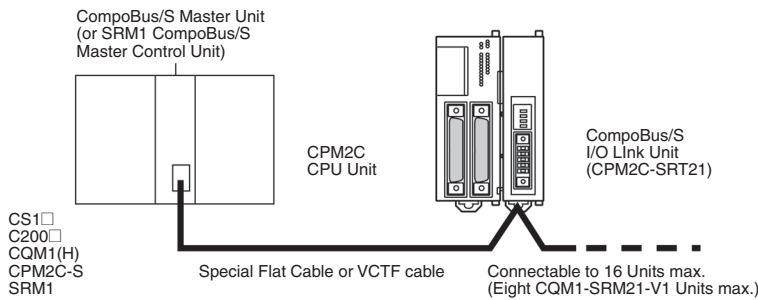 CompoBus/S Master Unit
(or SRM1 CompoBus/S
Master Control Unit)
CPM2C
CPU Unit
CompoBus/S
I/O LInk Unit
(CPM2C-SRT21)
CS1□
C200□
CQM1(H)
CPM2C-S
SRM1
Special Flat Cable or VCTF cable
Connectable to 16 Units max.
(Eight CQM1-SRM21-V1 Units max.)